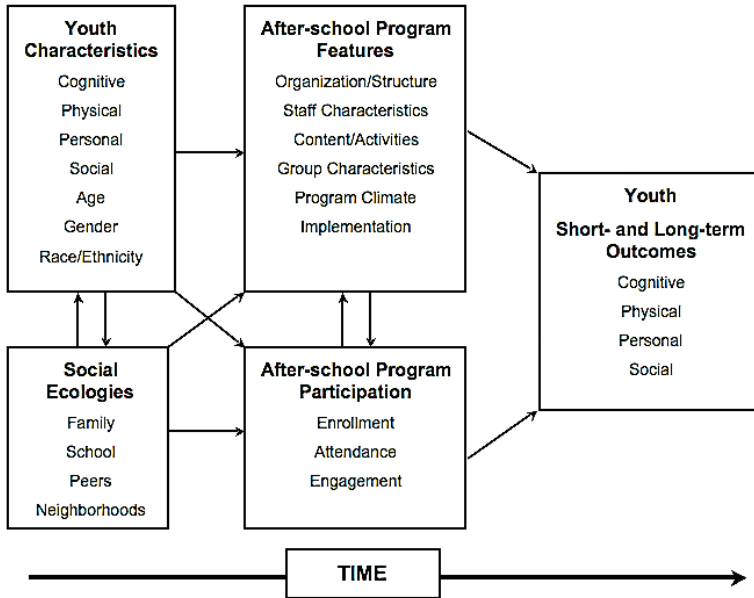 Youth
Characteristics
Cognitive
Physical
Personal
Social
Age
Gender
Race/Ethnicity
After-school Program
Features
Organization/Structure
Staff Characteristics
Content/Activities
Group Characteristics
Program Climate
Implementation
Social
Ecologies
Family
School
Peers
Neighborhoods
After-school Program
Participation
Enrollment
Attendance
Engagement
Youth
Short- and Long-term
Outcomes
Cognitive
Physical
Personal
Social
TIME